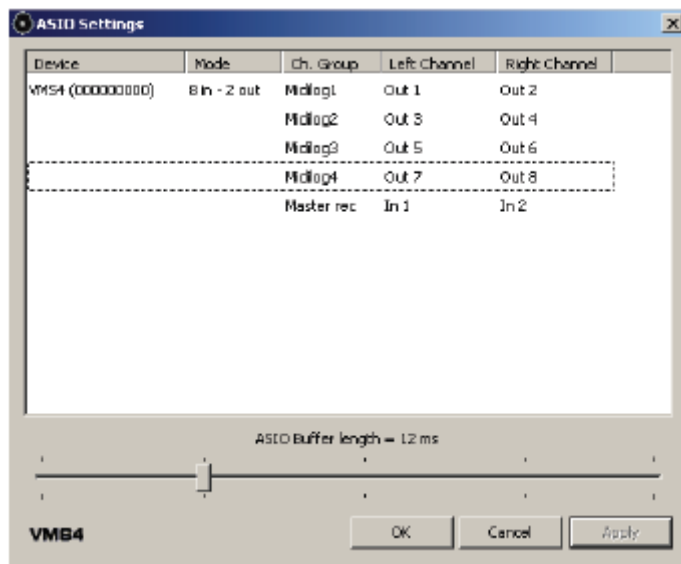 ASIO Settings
Device Mode Ch. Group Left Channel Right Channel
VMS4 (000000000) 8 in - 2 out Midilog1 Out 1 Out 2
Midilog2 Out 3 Out 4
Midilog3 Out 5 Out 6
Midilog4 Out 7 Out 8
Master rec In 1 In 2
ASIO Buffer length = 12 ms
VMS4 OK Cancel Apply